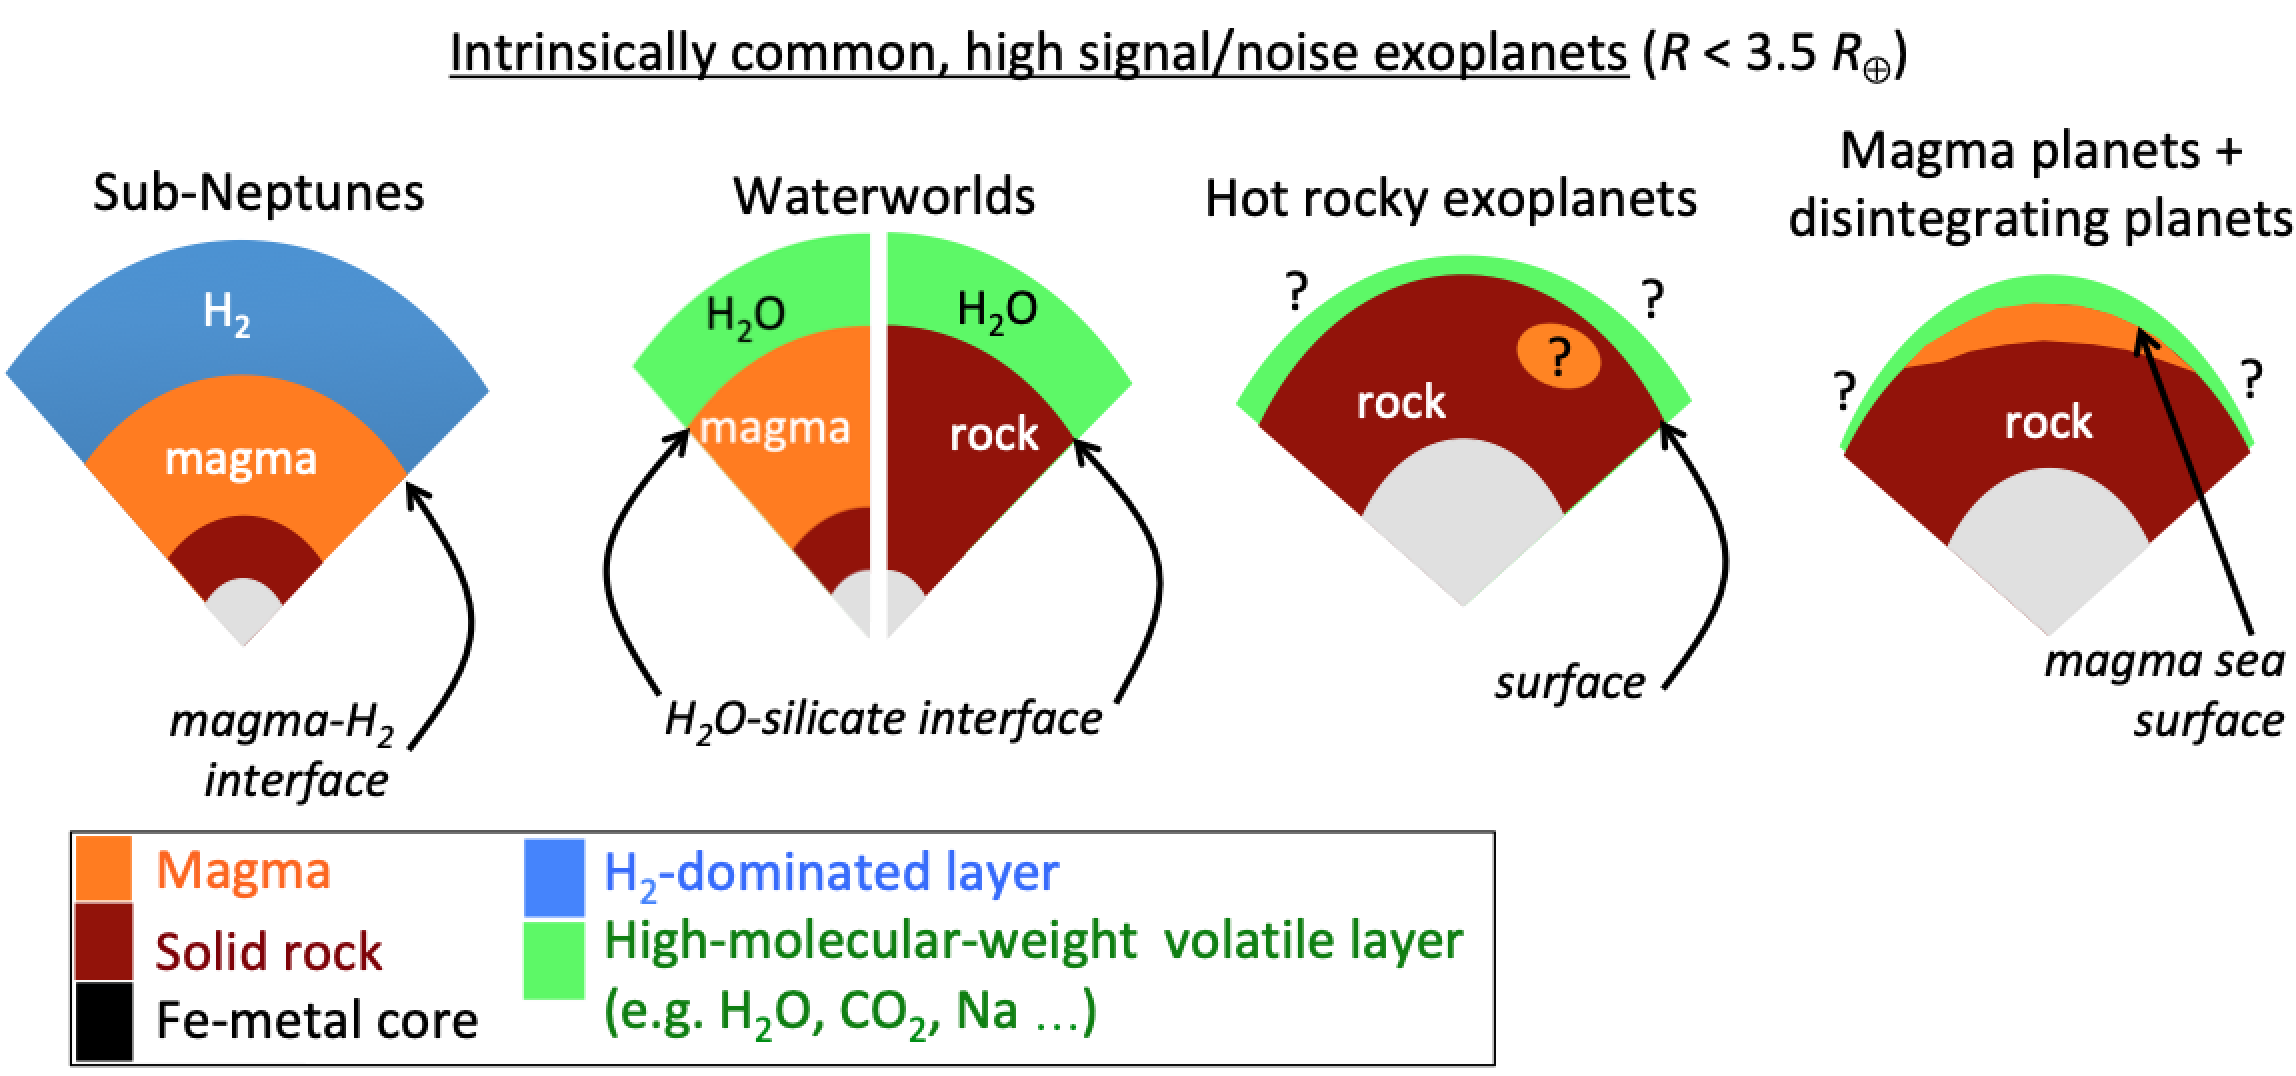 Intrinsically common, high signal/noise exoplanets (R < 3.5 R⊕)
Sub-Neptunes
H₂
magma
magma-H₂
interface
Waterworlds
H₂O
H₂O
magma
rock
H₂O-silicate interface
Hot rocky exoplanets
?
?
?
rock
surface
Magma planets +
disintegrating planets
?
?
rock
magma sea
surface
Magma
Solid rock
Fe-metal core
H₂-dominated layer
High-molecular-weight volatile layer
(e.g. H₂O, CO₂, Na ...)